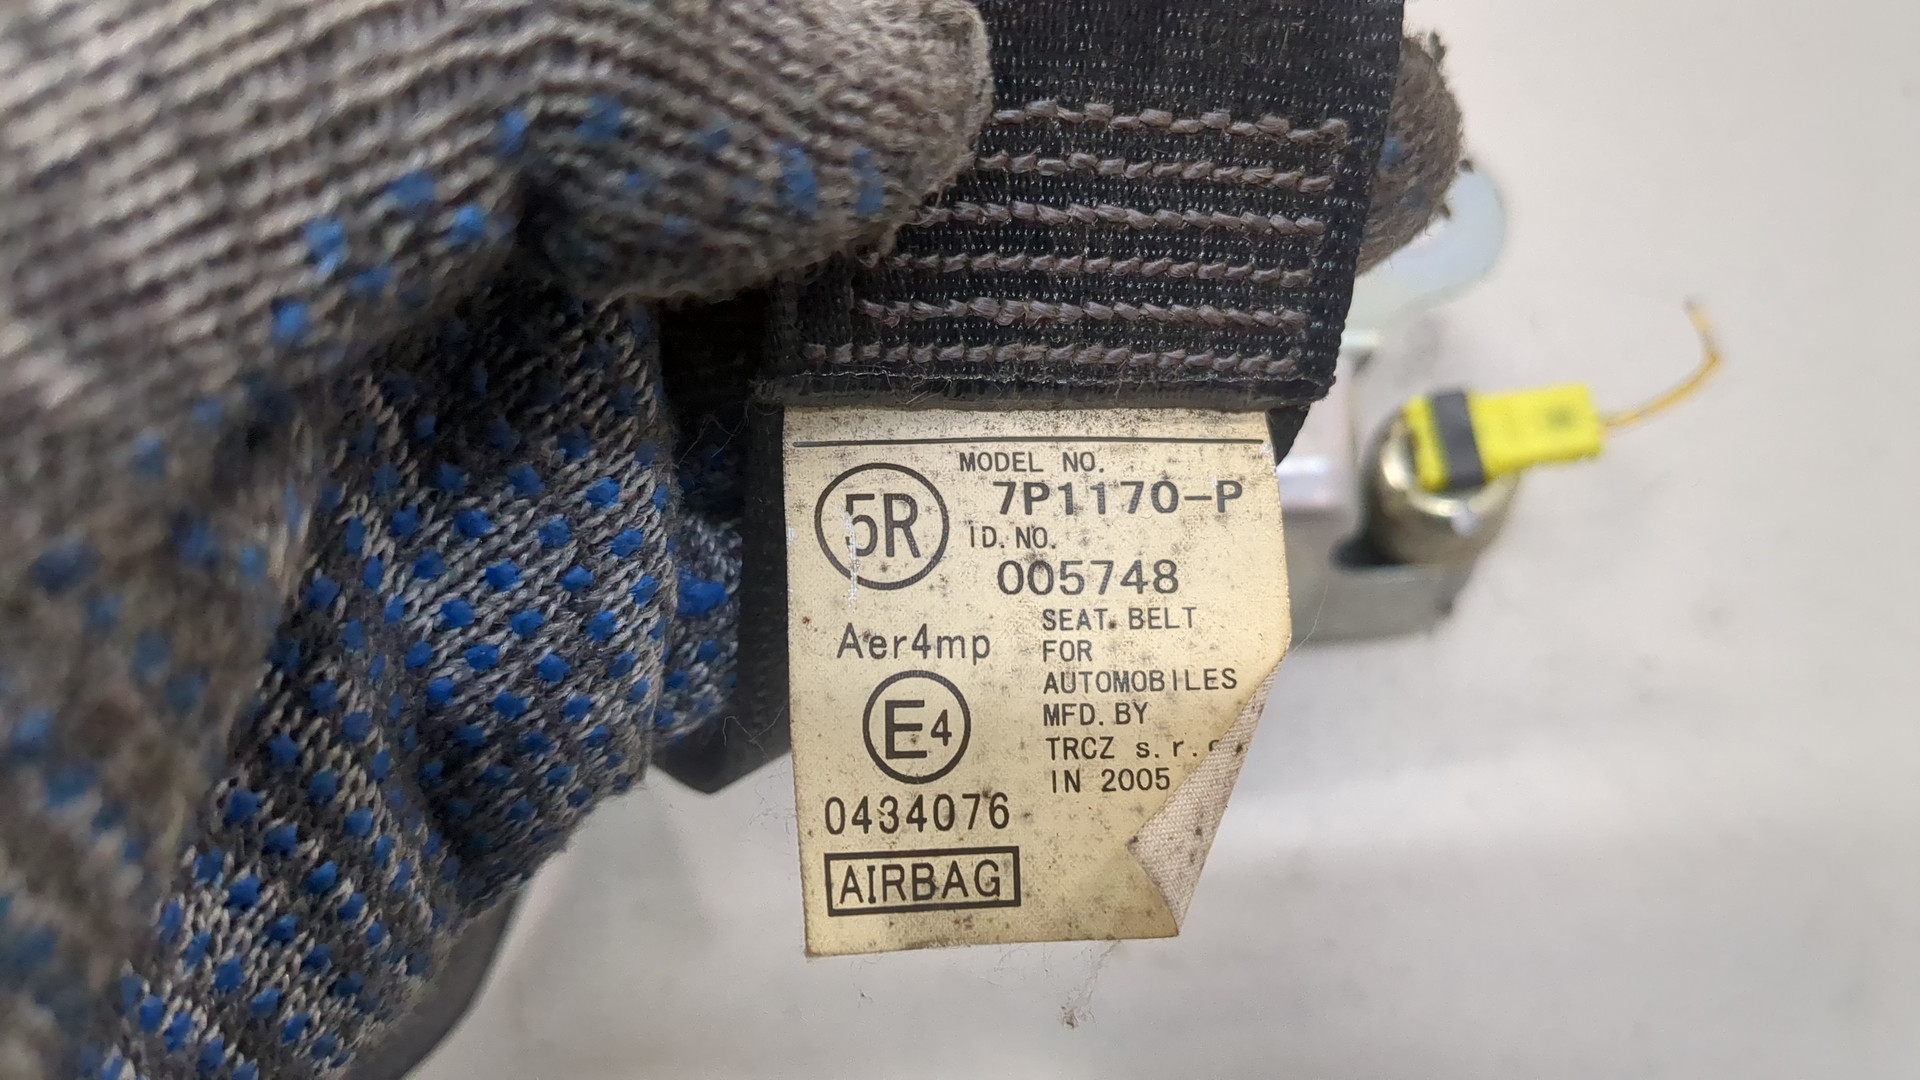 MODEL NO.
5R
7P1170-P
ID. NO.
005748
SEAT BELT
Aer4mp
FOR
AUTOMOBILES
E4
MFD. BY
TRCZ s. r.
IN 2005
0434076
AIRBAG